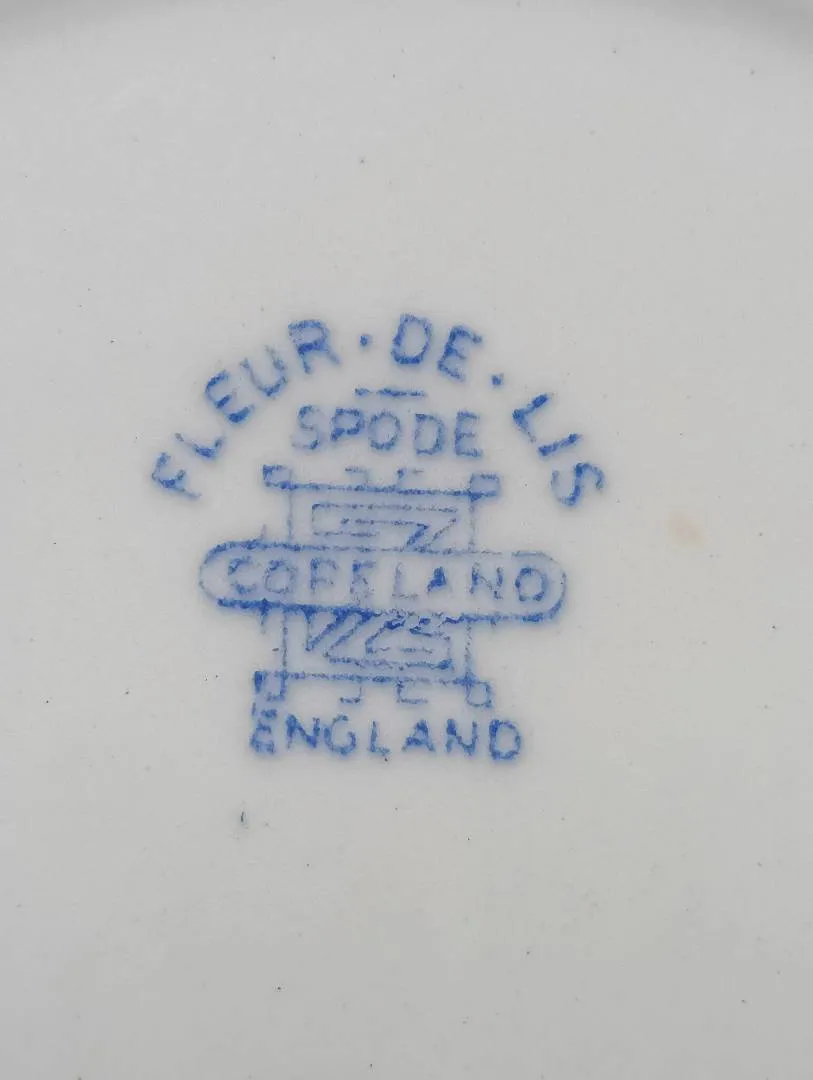 FLEUR · DE · LIS
SPODE
COPELAND
ENGLAND